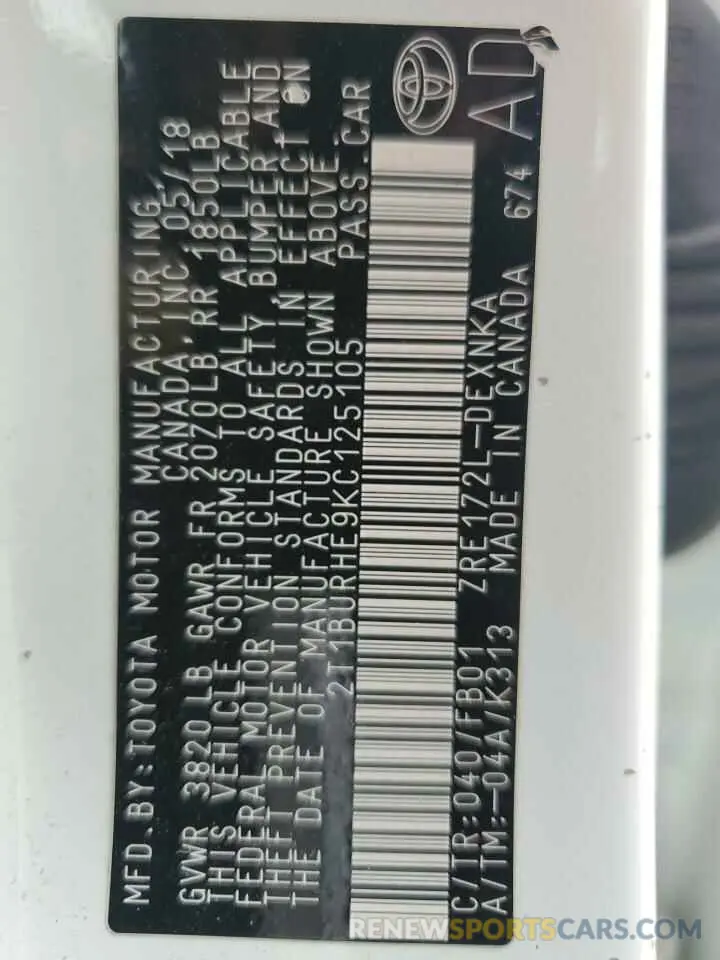 MFD.BY:TOYOTA MOTOR MANUFACTURING
CANADA, INC 05/18
GVWR 3820 LB GAWR FR 2070LB RR 1850LB
THIS VEHICLE CONFORMS TO ALL APPLICABLE
FEDERAL MOTOR VEHICLE SAFETY, BUMPER, AND
THEFT PREVENTION STANDARDS IN EFFECT ON
THE DATE OF MANUFACTURE SHOWN ABOVE.
2T1BURHE9KC125105 PASS.CAR
C/TR:040/FB01 ZRE172L-DEXNKA
A/TM:-04A/K313 MADE IN CANADA 674 AD
RENEWSPORTSCARS.COM